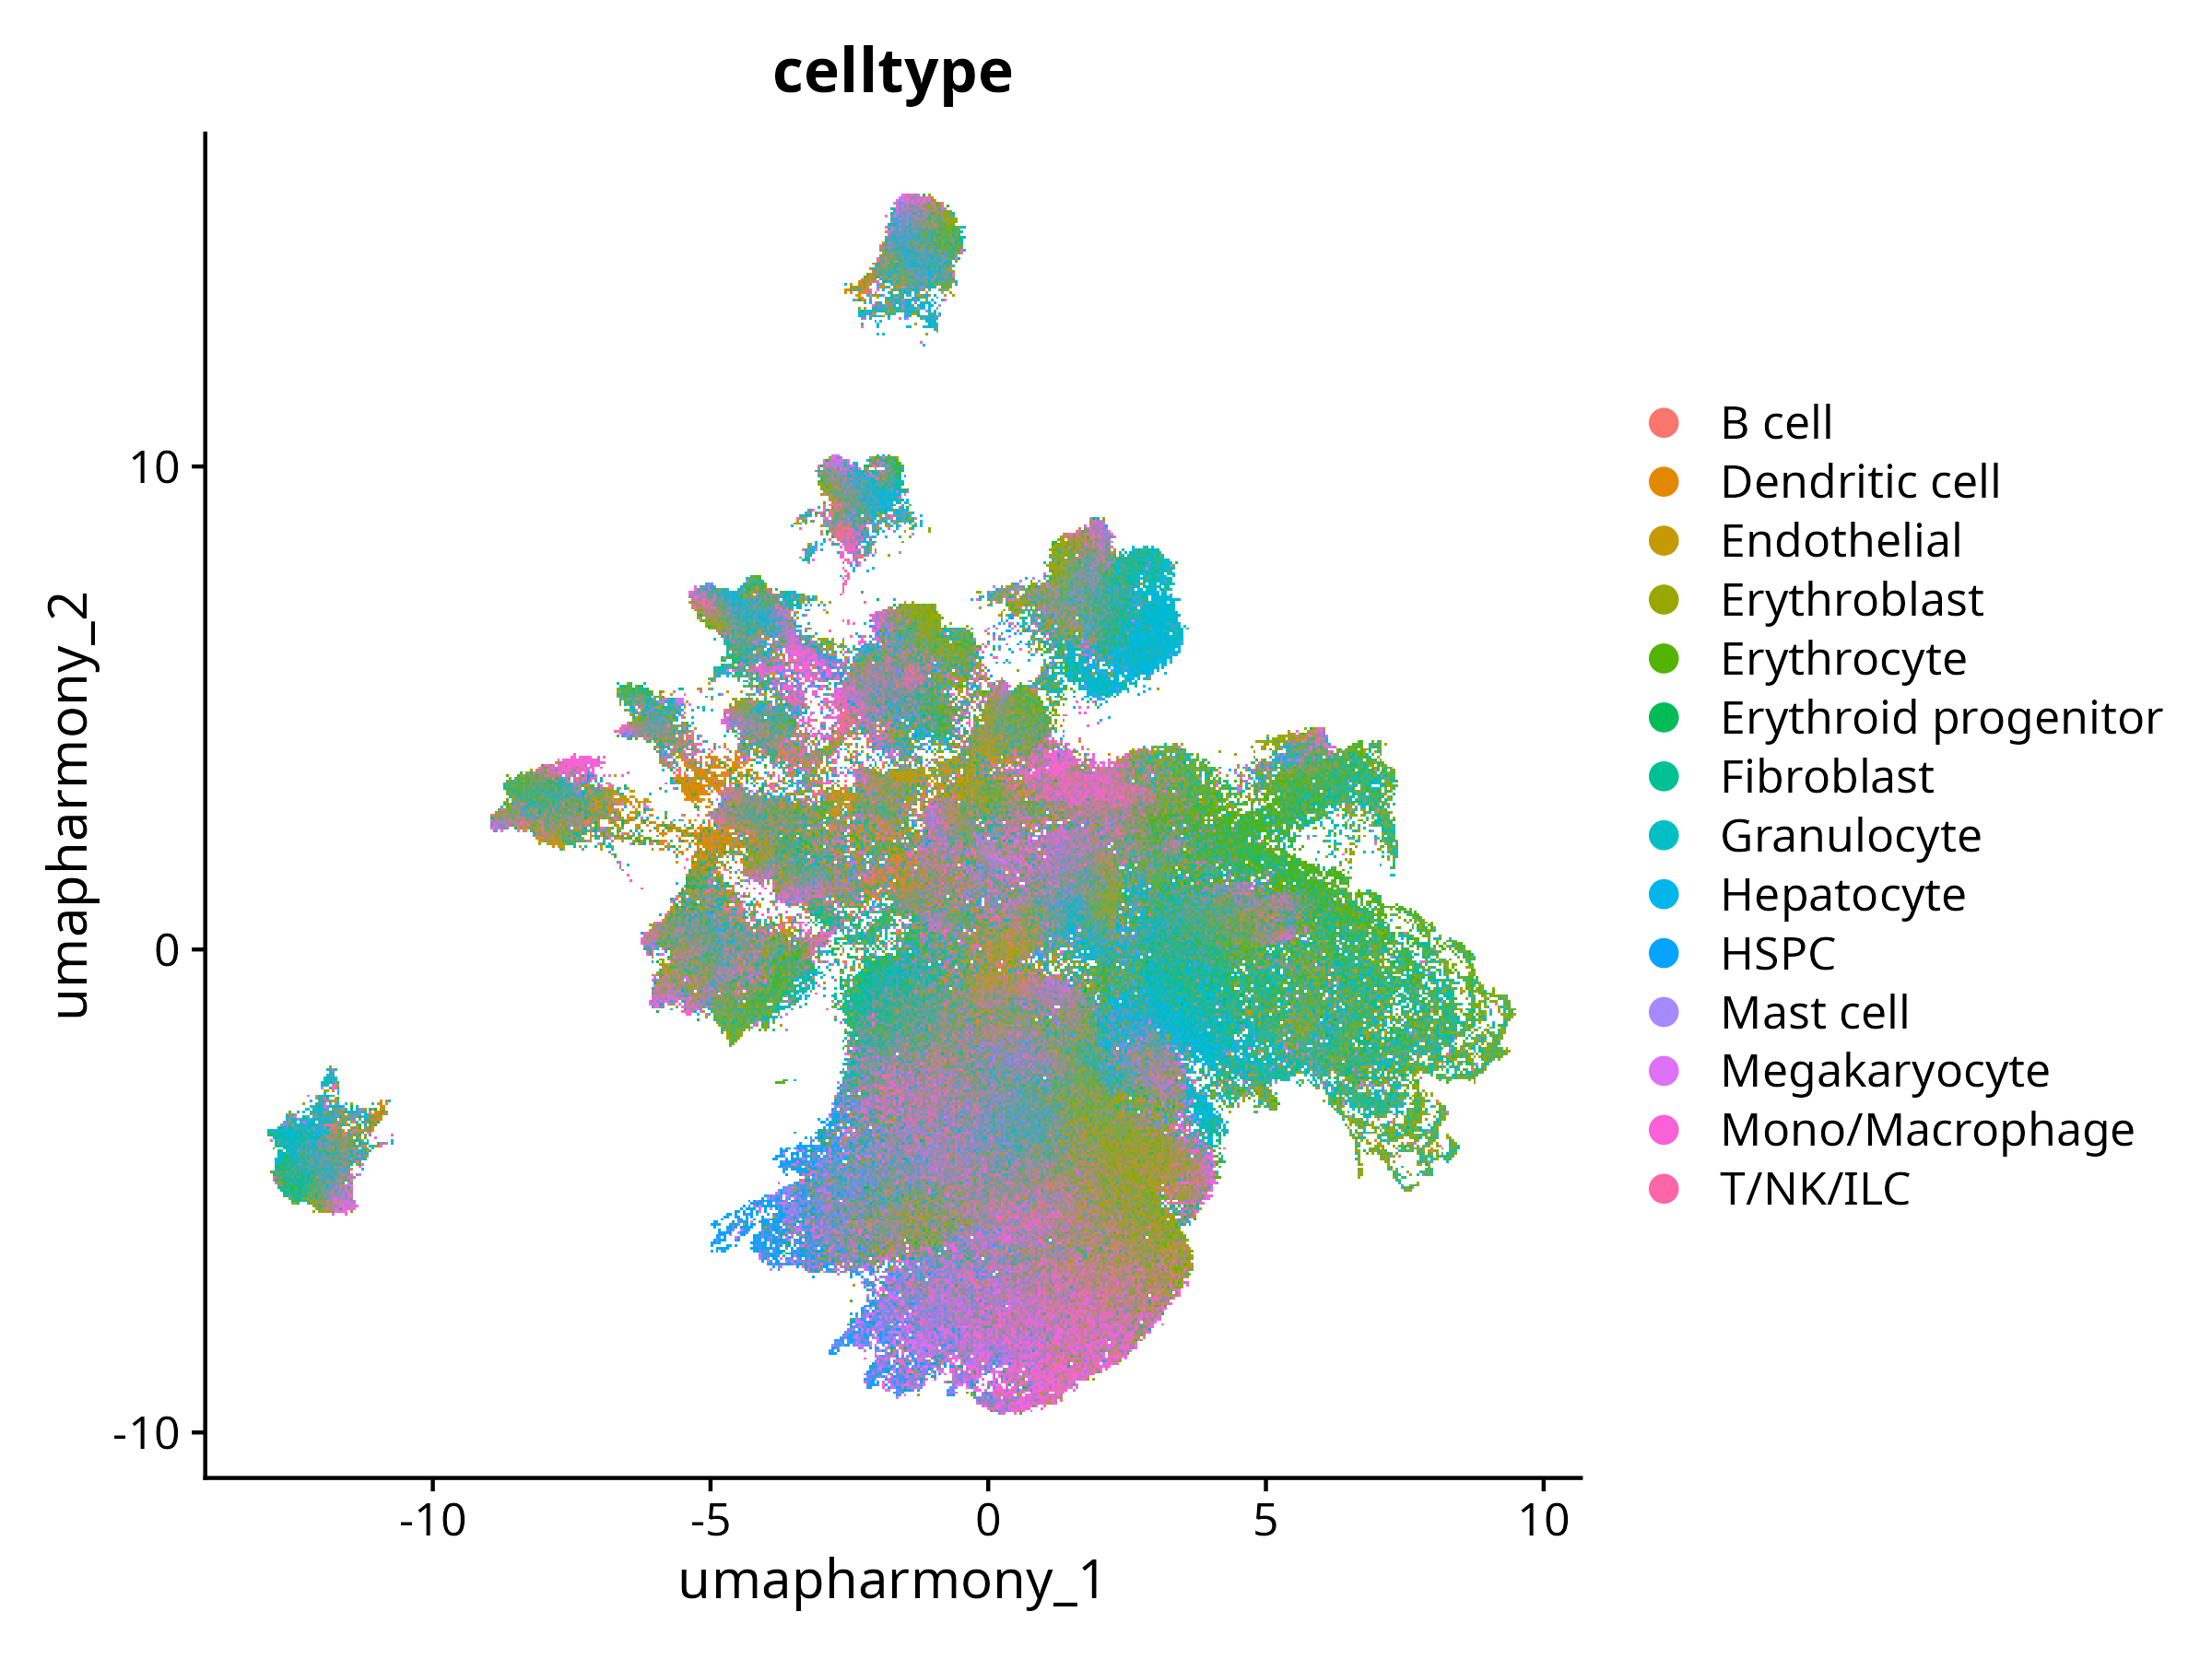 celltype
umapharmony_2
10
0
-10
-10
-5
0
5
10
umapharmony_1
B cell
Dendritic cell
Endothelial
Erythroblast
Erythrocyte
Erythroid progenitor
Fibroblast
Granulocyte
Hepatocyte
HSPC
Mast cell
Megakaryocyte
Mono/Macrophage
T/NK/ILC